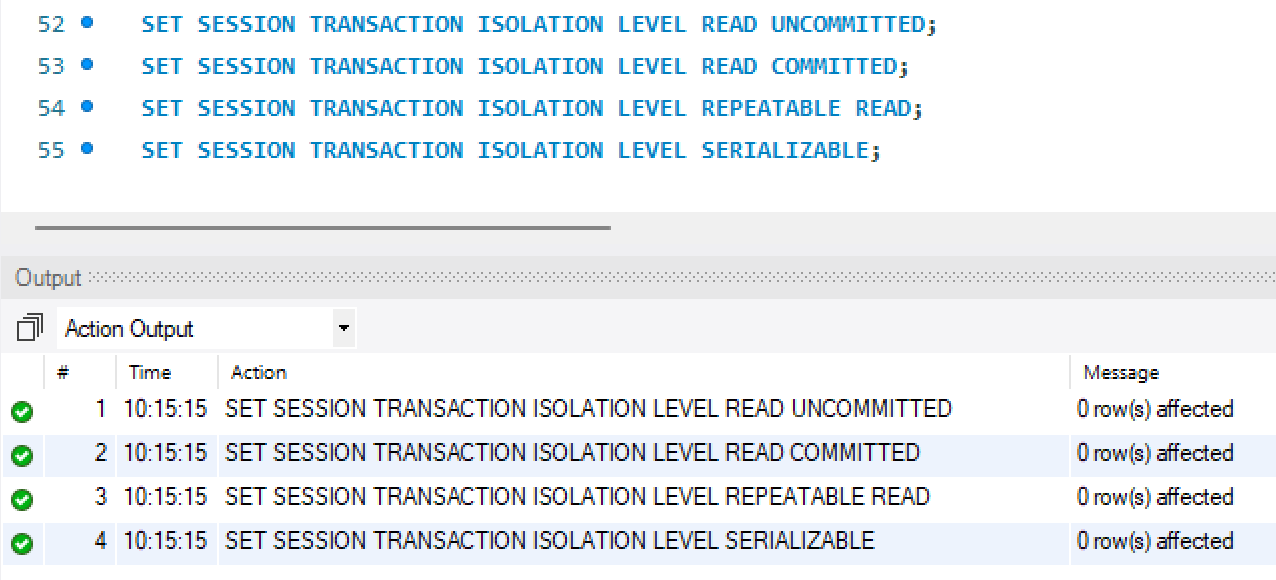 52 SET SESSION TRANSACTION ISOLATION LEVEL READ UNCOMMITTED;
53 SET SESSION TRANSACTION ISOLATION LEVEL READ COMMITTED;
54 SET SESSION TRANSACTION ISOLATION LEVEL REPEATABLE READ;
55 SET SESSION TRANSACTION ISOLATION LEVEL SERIALIZABLE;
Output
Action Output
# Time Action Message
1 10:15:15 SET SESSION TRANSACTION ISOLATION LEVEL READ UNCOMMITTED 0 row(s) affected
2 10:15:15 SET SESSION TRANSACTION ISOLATION LEVEL READ COMMITTED 0 row(s) affected
3 10:15:15 SET SESSION TRANSACTION ISOLATION LEVEL REPEATABLE READ 0 row(s) affected
4 10:15:15 SET SESSION TRANSACTION ISOLATION LEVEL SERIALIZABLE 0 row(s) affected